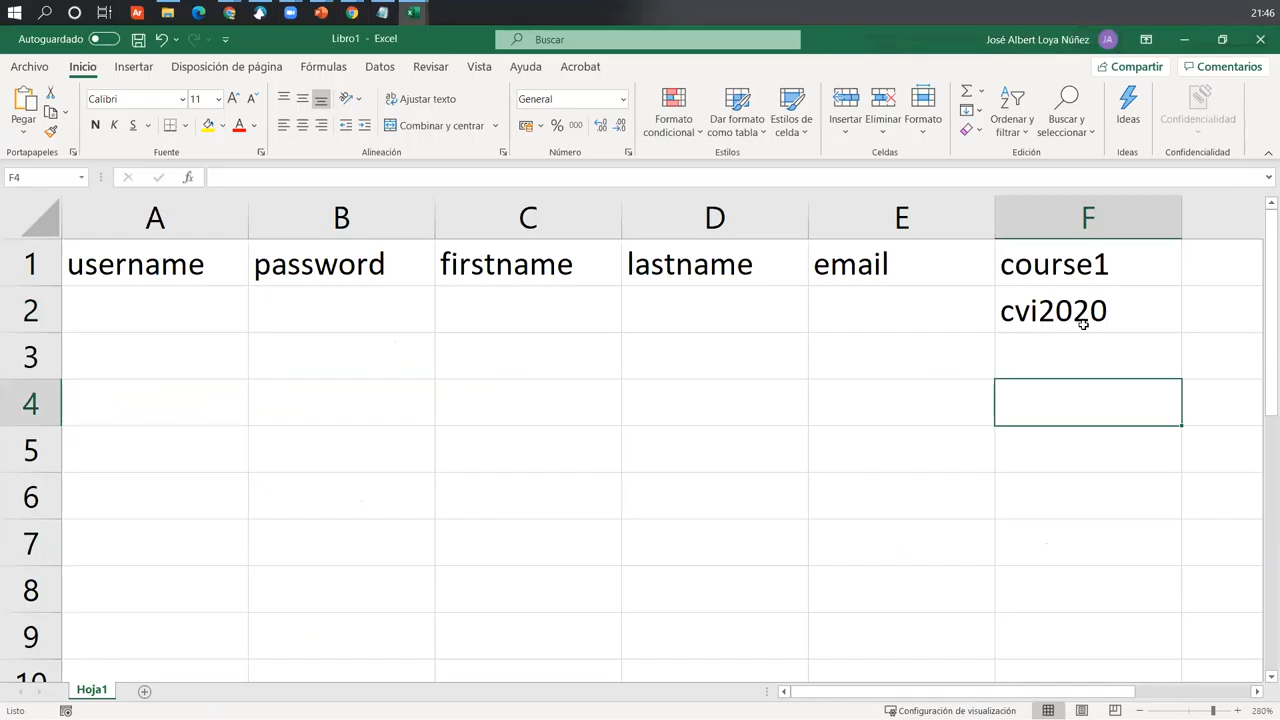 21:46
Autoguardado
Libro1 - Excel
Buscar
José Albert Loya Núñez
JA
Archivo Inicio Insertar Disposición de página Fórmulas Datos Revisar Vista Ayuda Acrobat
Compartir
Comentarios
Pegar
Calibri
11
N K S
Ajustar texto
Combinar y centrar
General
% 000
Formato condicional
Dar formato como tabla
Estilos de celda
Insertar
Eliminar
Formato
Ordenar y filtrar
Buscar y seleccionar
Ideas
Confidencialidad
Portapapeles
Fuente
Alineación
Número
Estilos
Celdas
Edición
Ideas
Confidencialidad
F4
fx
A B C D E F
1 username password firstname lastname email course1
2 cvi2020
3
4
5
6
7
8
9
10
Hoja1
Listo
Configuración de visualización
280%